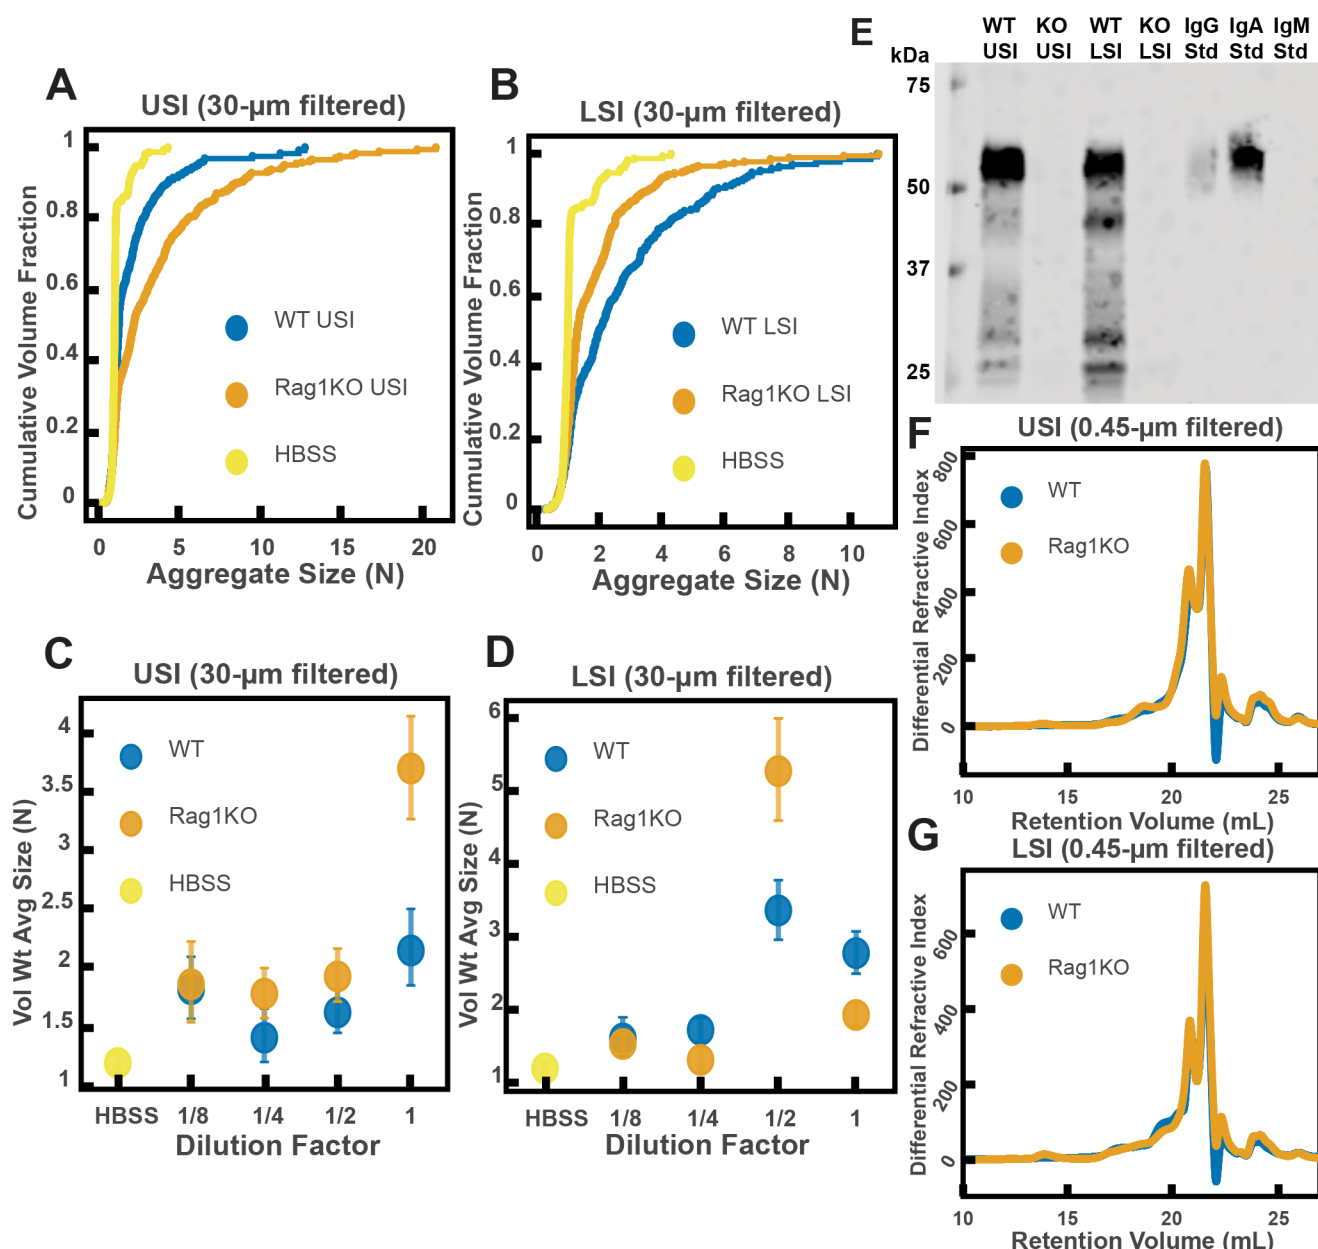 A
USI (30-µm filtered)
Cumulative Volume Fraction
1
0.8
0.6
0.4
0.2
0
WT USI
Rag1KO USI
HBSS
0 5 10 15 20
Aggregate Size (N)
B
LSI (30-µm filtered)
Cumulative Volume Fraction
1
0.8
0.6
0.4
0.2
0
WT LSI
Rag1KO LSI
HBSS
0 2 4 6 8 10
Aggregate Size (N)
C
USI (30-µm filtered)
Vol Wt Avg Size (N)
4
3.5
3
2.5
2
1.5
1
WT
Rag1KO
HBSS
HBSS 1/8 1/4 1/2 1
Dilution Factor
D
LSI (30-µm filtered)
Vol Wt Avg Size (N)
6
5
4
3
2
1
WT
Rag1KO
HBSS
HBSS 1/8 1/4 1/2 1
Dilution Factor
E
WT KO WT KO IgG IgA IgM
USI USI LSI LSI Std Std Std
kDa
75
50
37
25
F
USI (0.45-µm filtered)
Differential Refractive Index
800
600
400
200
0
WT
Rag1KO
10 15 20 25
Retention Volume (mL)
G
LSI (0.45-µm filtered)
Differential Refractive Index
600
400
200
0
WT
Rag1KO
10 15 20 25
Retention Volume (mL)